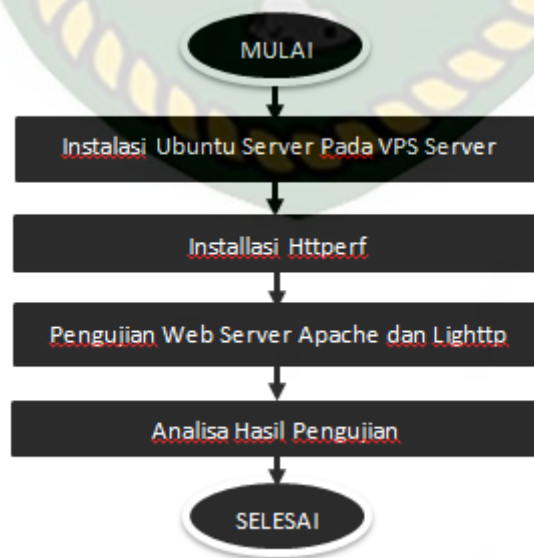 MULAI
Instalasi Ubuntu Server Pada VPS Server
Installasi Httperf
Pengujian Web Server Apache dan Lighttp
Analisa Hasil Pengujian
SELESAI